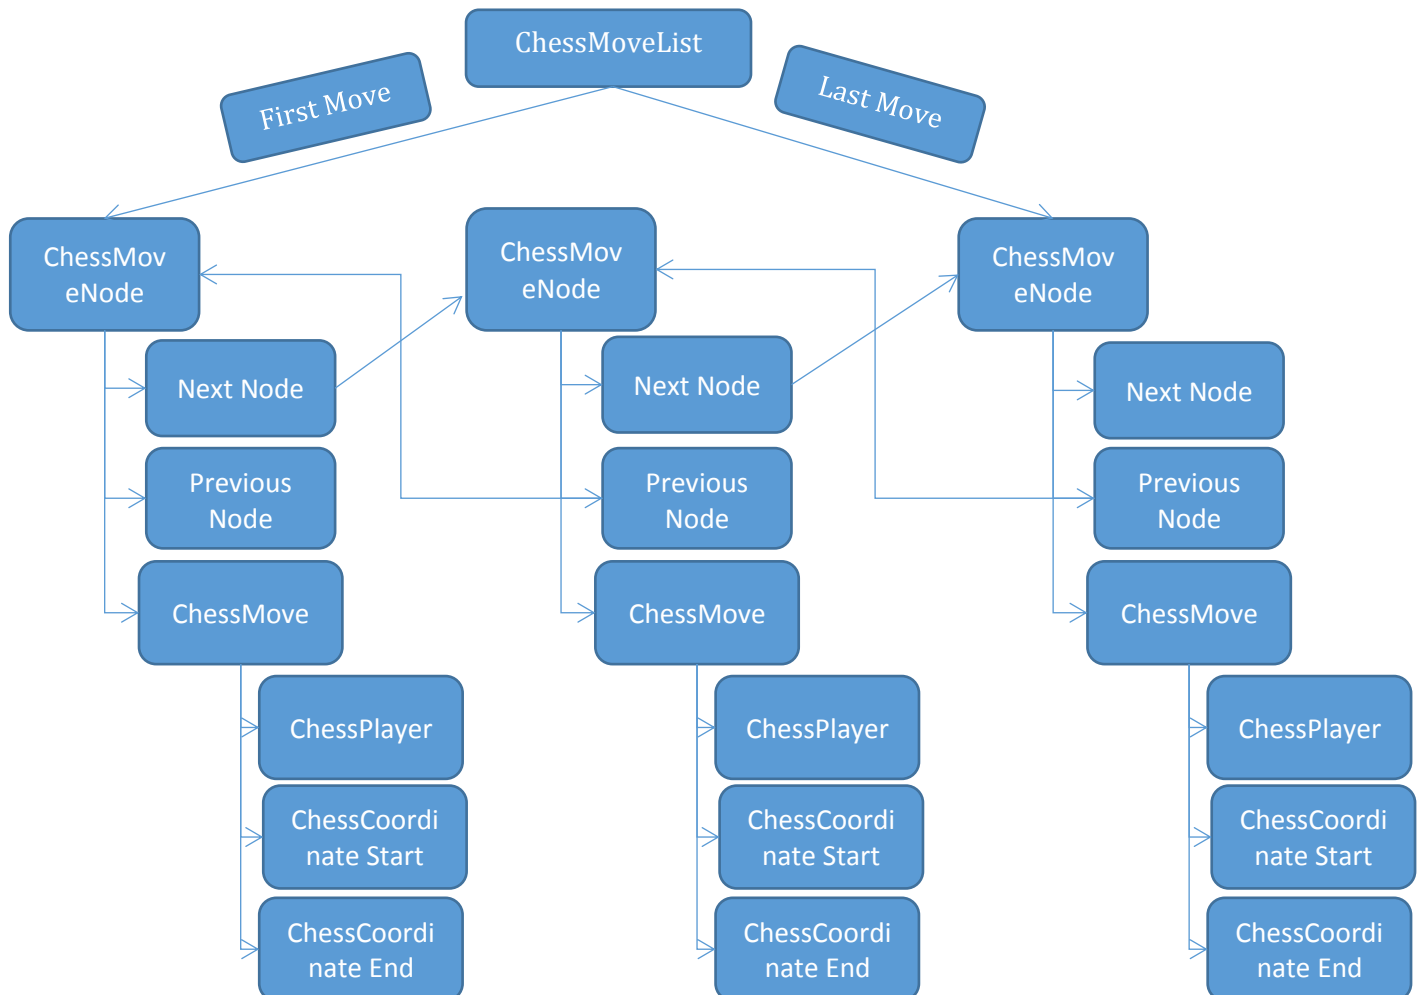 ChessMoveList
First Move
Last Move
ChessMov
eNode
ChessMov
eNode
ChessMov
eNode
Next Node
Next Node
Next Node
Previous
Node
Previous
Node
Previous
Node
ChessMove
ChessMove
ChessMove
ChessPlayer
ChessPlayer
ChessPlayer
ChessCoordi
nate Start
ChessCoordi
nate Start
ChessCoordi
nate Start
ChessCoordi
nate End
ChessCoordi
nate End
ChessCoordi
nate End